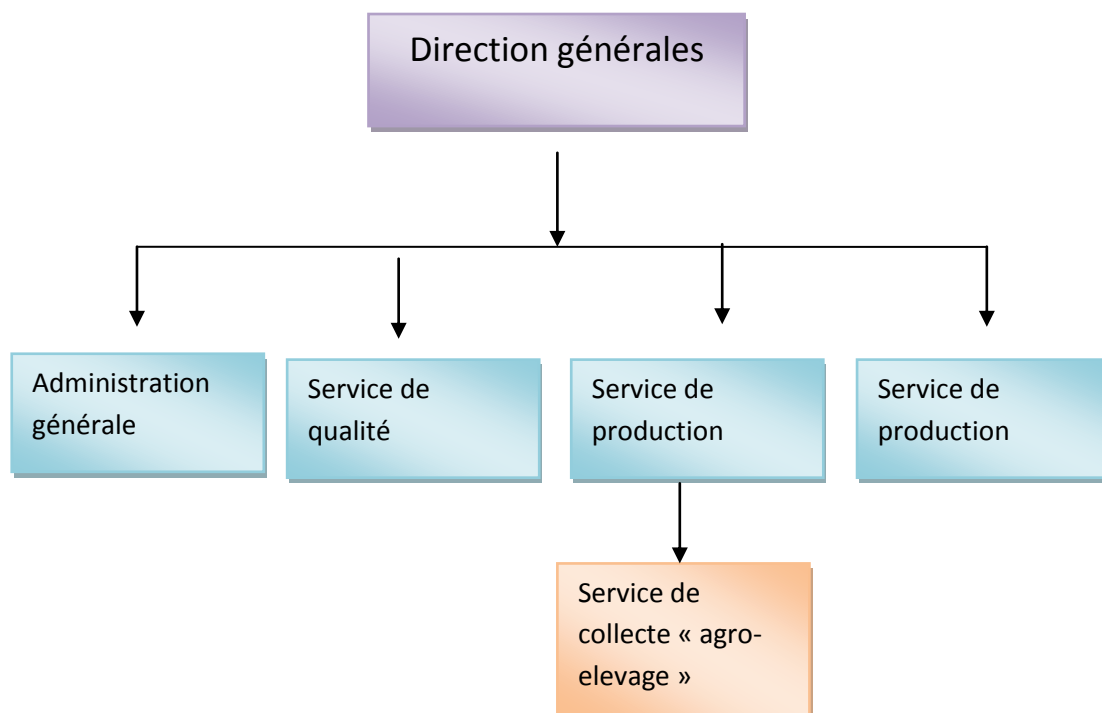 Direction générales
Administration
générale
Service de
qualité
Service de
production
Service de
production
Service de
collecte « agro-
elevage »